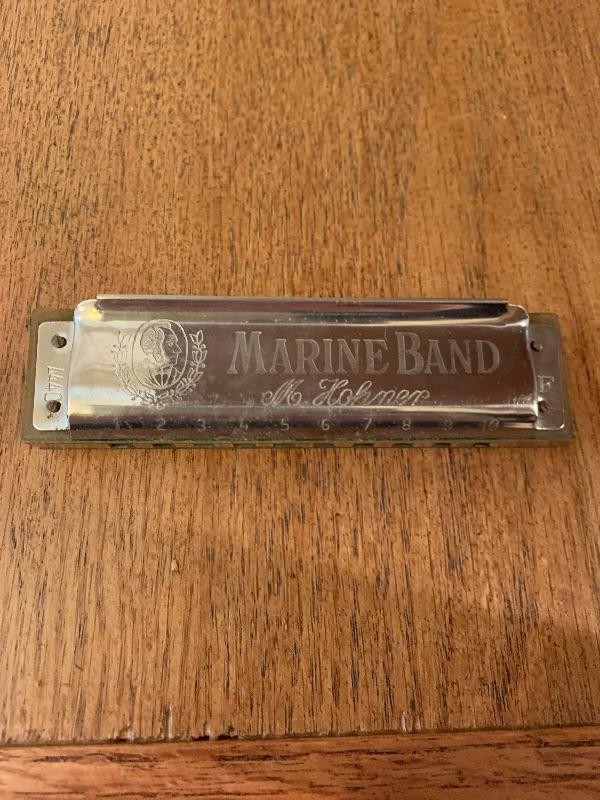 MARINE BAND
M. Hohner
1 2 3 4 5 6 7 8 9 10
F